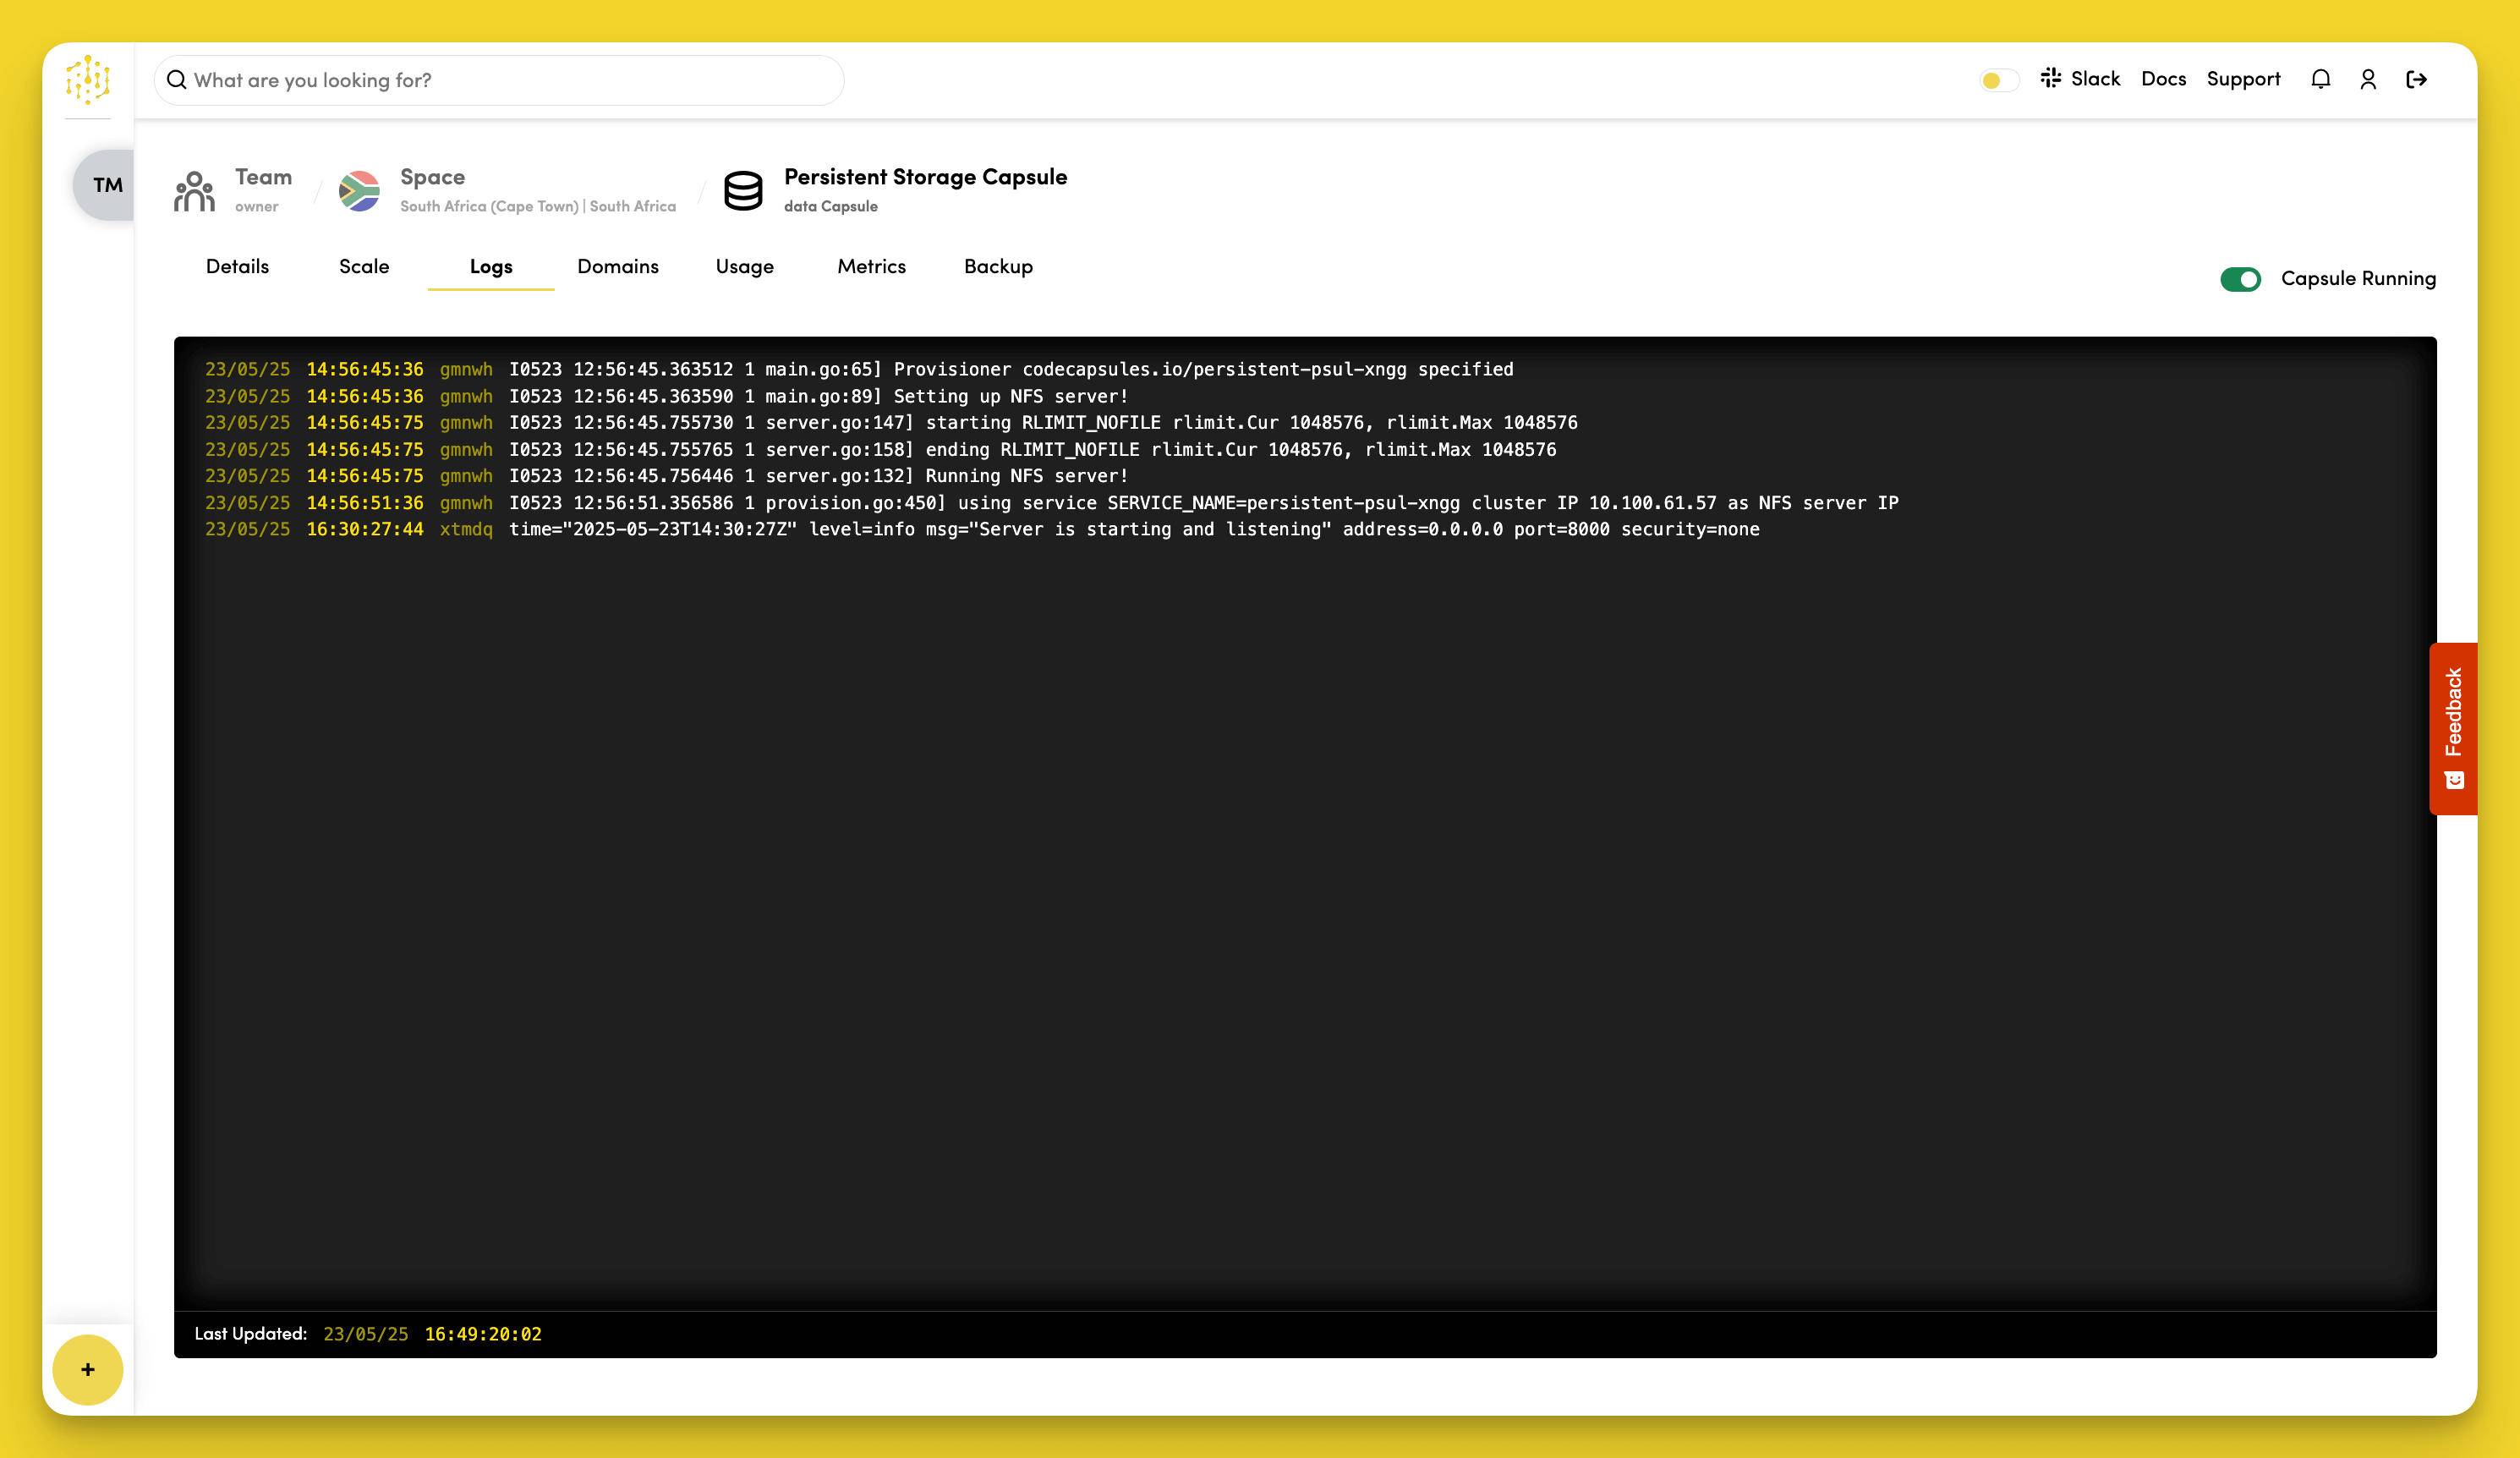 What are you looking for?
Slack Docs Support
TM
Team
owner
Space
South Africa (Cape Town) | South Africa
Persistent Storage Capsule
data Capsule
Details Scale Logs Domains Usage Metrics Backup
Capsule Running
23/05/25 14:56:45:36 gmnwh I0523 12:56:45.363512 1 main.go:65] Provisioner codecapsules.io/persistent-psul-xngg specified
23/05/25 14:56:45:36 gmnwh I0523 12:56:45.363590 1 main.go:89] Setting up NFS server!
23/05/25 14:56:45:75 gmnwh I0523 12:56:45.755730 1 server.go:147] starting RLIMIT_NOFILE rlimit.Cur 1048576, rlimit.Max 1048576
23/05/25 14:56:45:75 gmnwh I0523 12:56:45.755765 1 server.go:158] ending RLIMIT_NOFILE rlimit.Cur 1048576, rlimit.Max 1048576
23/05/25 14:56:45:75 gmnwh I0523 12:56:45.756446 1 server.go:132] Running NFS server!
23/05/25 14:56:51:36 gmnwh I0523 12:56:51.356586 1 provision.go:450] using service SERVICE_NAME=persistent-psul-xngg cluster IP 10.100.61.57 as NFS server IP
23/05/25 16:30:27:44 xtmdq time="2025-05-23T14:30:27Z" level=info msg="Server is starting and listening" address=0.0.0.0 port=8000 security=none
Feedback
Last Updated: 23/05/25 16:49:20:02
+